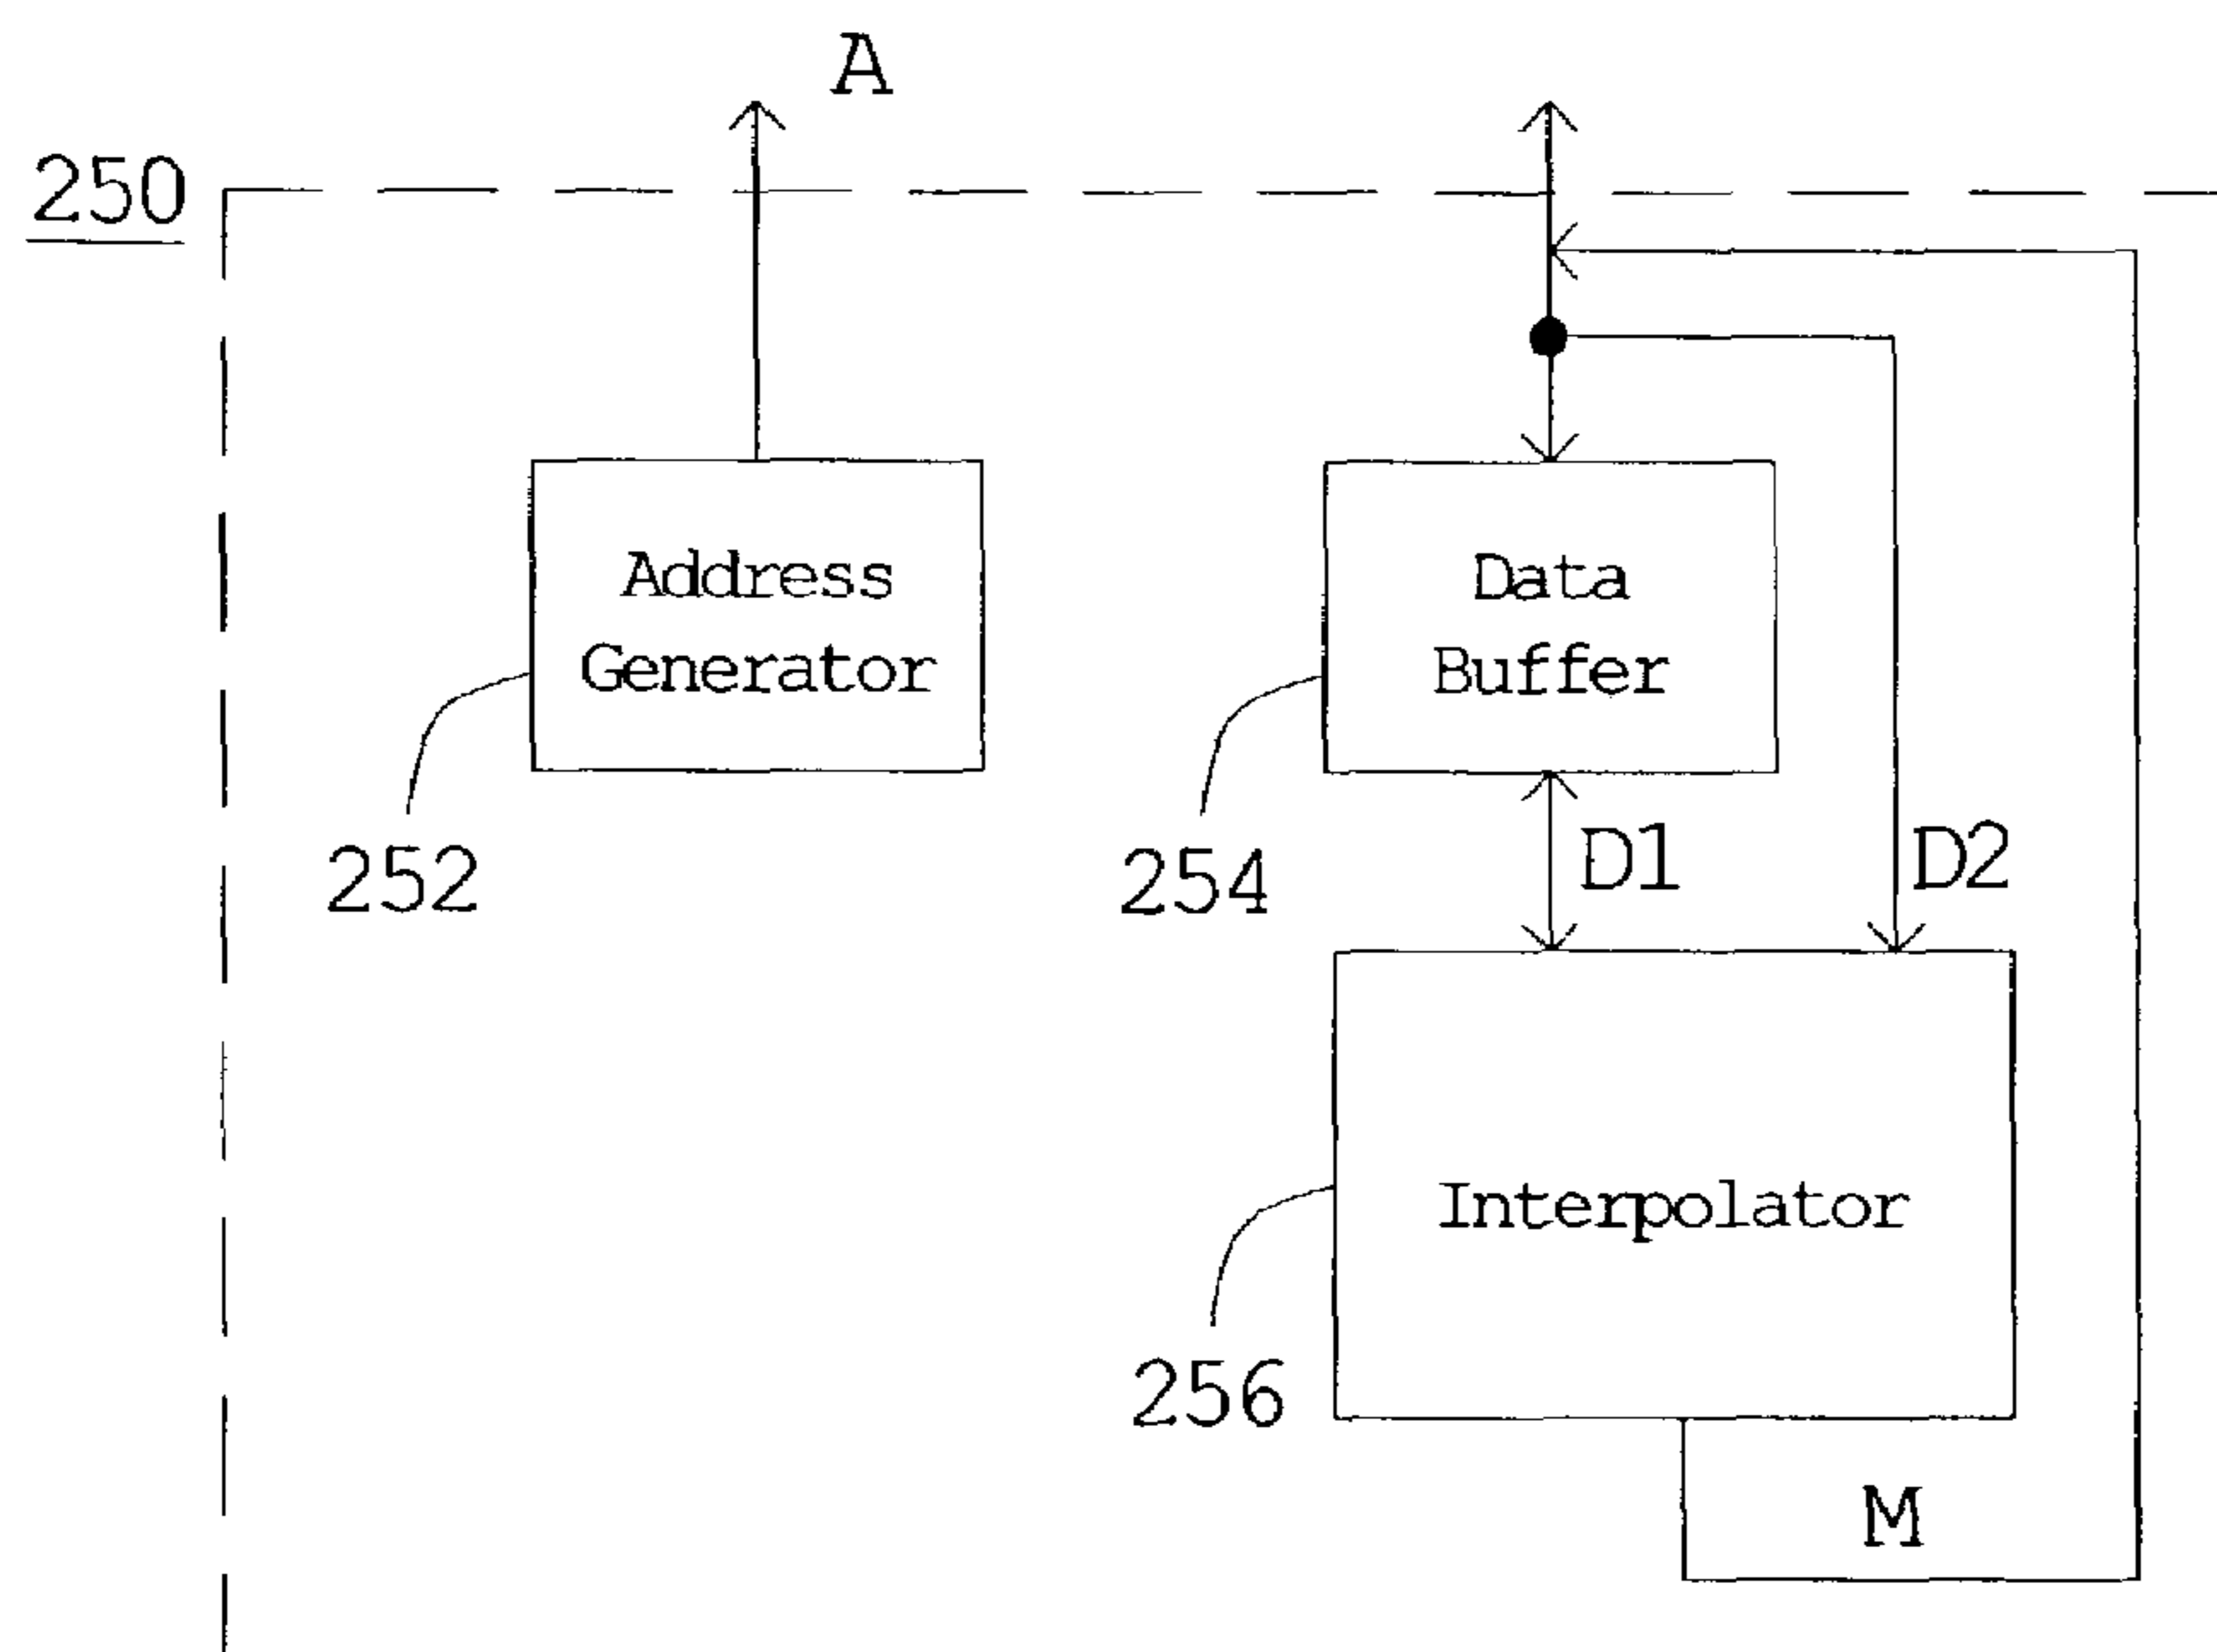 A
250
Address
Generator
Data
Buffer
252
254
D1
D2
Interpolator
256
M